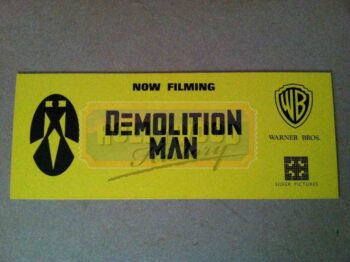 NOW FILMING
DEMOLITION
MAN
WB
WARNER BROS.
SILVER PICTURES